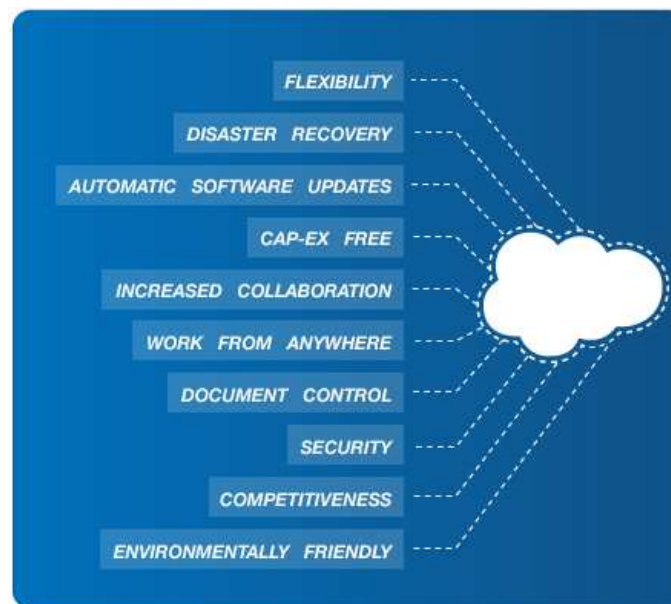 FLEXIBILITY
DISASTER RECOVERY
AUTOMATIC SOFTWARE UPDATES
CAP-EX FREE
INCREASED COLLABORATION
WORK FROM ANYWHERE
DOCUMENT CONTROL
SECURITY
COMPETITIVENESS
ENVIRONMENTALLY FRIENDLY